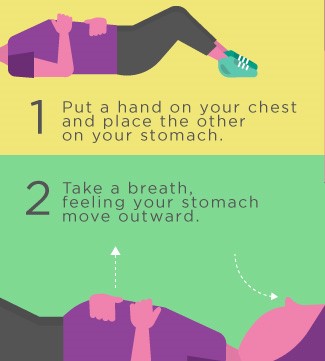 1 Put a hand on your chest
and place the other
on your stomach.
2 Take a breath,
feeling your stomach
move outward.